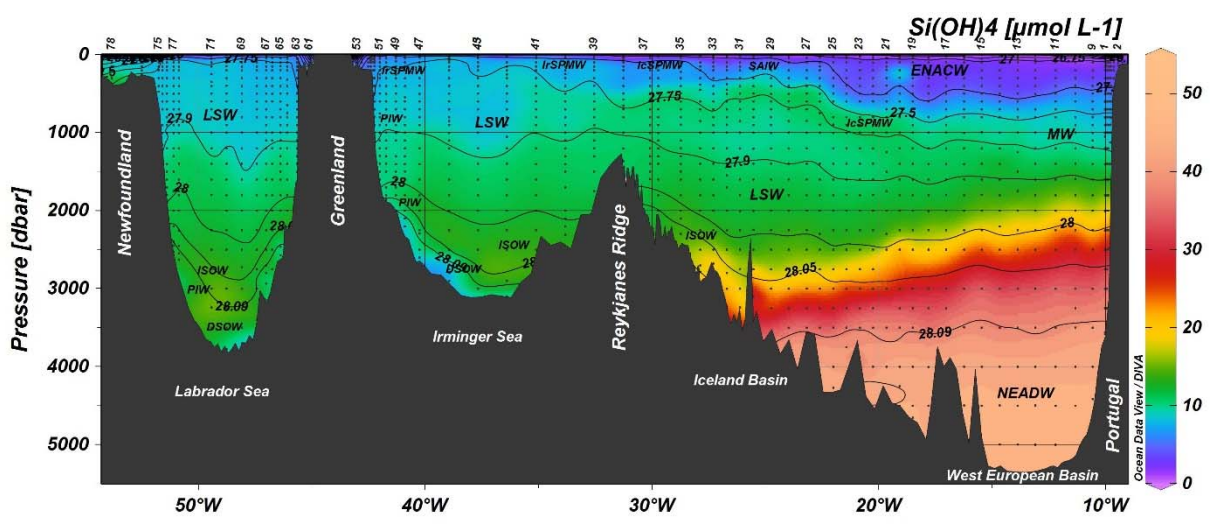 Si(OH)4 [µmol L-1]
78 75 77 71 69 67 65 63 61 53 51 49 47 43 41 39 37 35 33 31 29 27 25 23 21 19 17 15 13 11 9 1 2
0
1000
2000
3000
4000
5000
Pressure [dbar]
27.75 IrSPMW IrSPMW IcSPMW SAIW ENACW 27 26.75
27.75 27.5 27.
27.9 LSW PIW LSW IcSPMW MW
27.9
28 28 PIW LSW
28.0 ISOW ISOW 28
ISOW 28.09 DSOW 28 28.05
PIW 28.09
DSOW 28.09
NEADW
Newfoundland
Greenland
Reykjanes Ridge
Portugal
Labrador Sea
Irminger Sea
Iceland Basin
West European Basin
50°W 40°W 30°W 20°W 10°W
50
40
30
20
10
0
Ocean Data View / DIVA